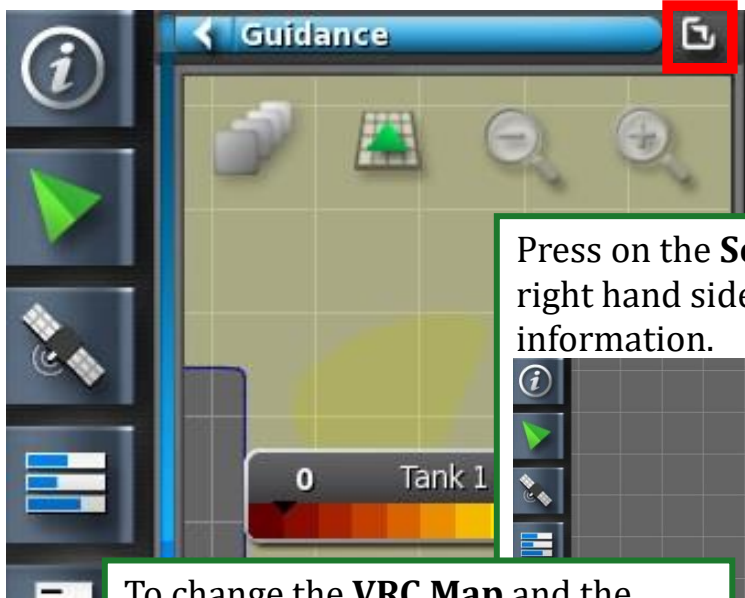 Guidance
Press on the
right hand side
information.
0 Tank 1
To change the VRC Map and the